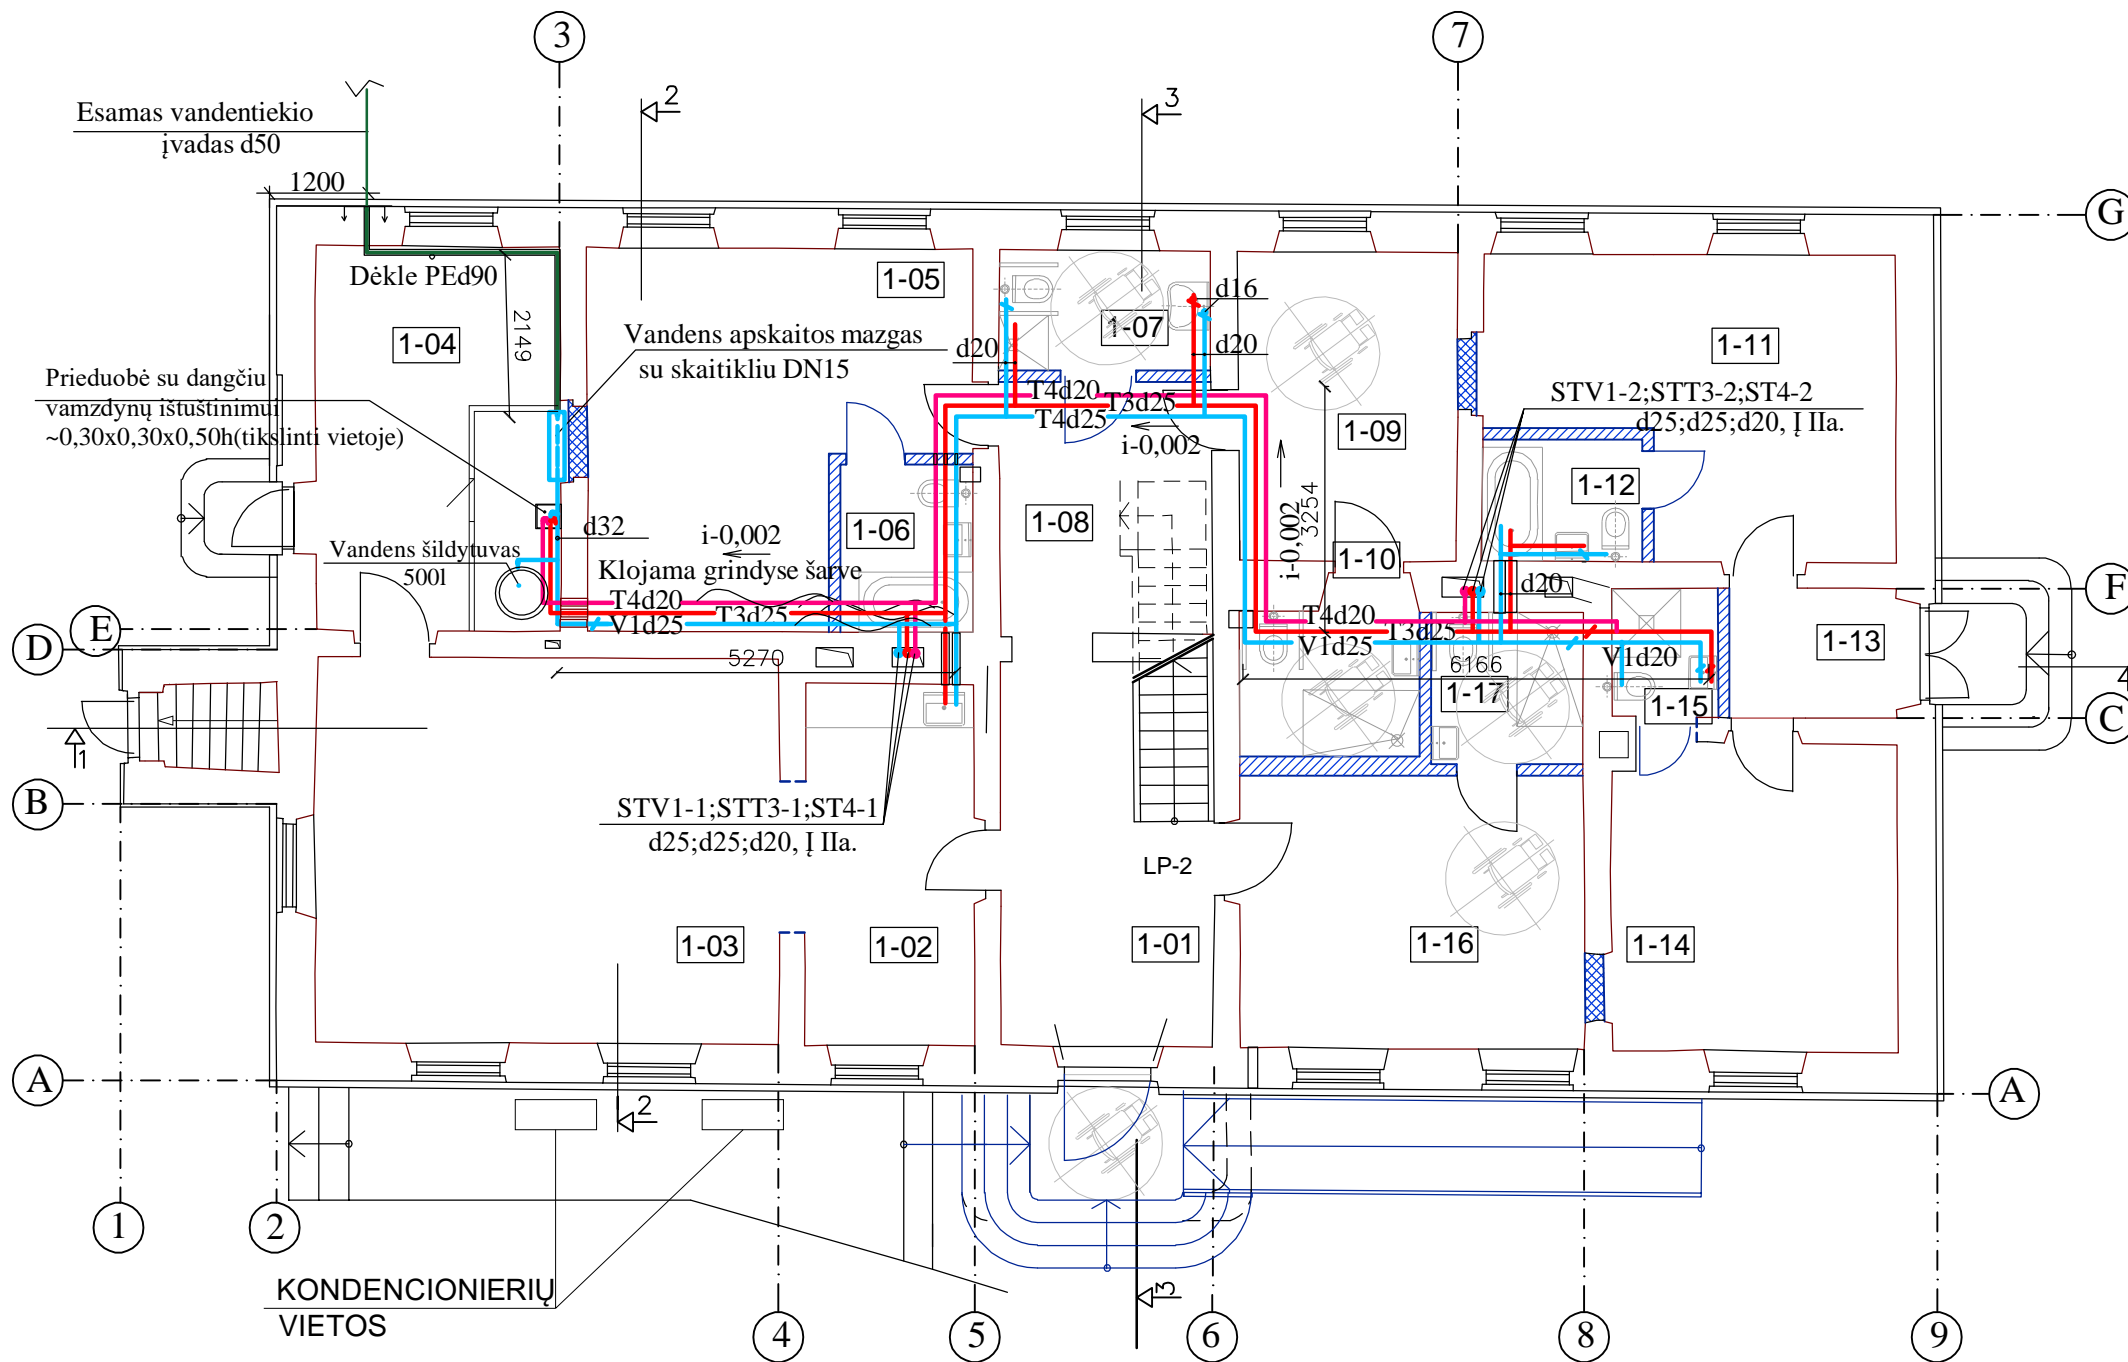 3
7
2
3
Esamas vandentiekio
įvadas d50
1200
G
Dėkle PEd90
1-05
d16
2149
1-04
Vandens apskaitos mazgas
su skaitikliu DN15
1-07
d20
d20
1-11
Prieduobė su dangčiu
vamzdynų ištuštinimui
~0,30x0,30x0,50h(tikslinti vietoje)
T4d20
T3d25
T4d25
i-0,002
STV1-2;STT3-2;ST4-2
d25;d25;d20, Į IIa.
1-09
3254
i-0,002
1-12
1-06
1-08
d32
i-0,002
Vandens šildytuvas
500l
Klojama grindyse šarve
1-10
d20
F
T4d20
T3d25
V1d25
T4d20
T3d25
V1d25
V1d20
E
D
1-13
5270
6166
1-17
4
1-15
C
1
B
STV1-1;STT3-1;ST4-1
d25;d25;d20, Į IIa.
LP-2
1-03
1-02
1-01
1-16
1-14
A
A
2
1
2
3
KONDENCIONIERIŲ
VIETOS
4
5
6
8
9